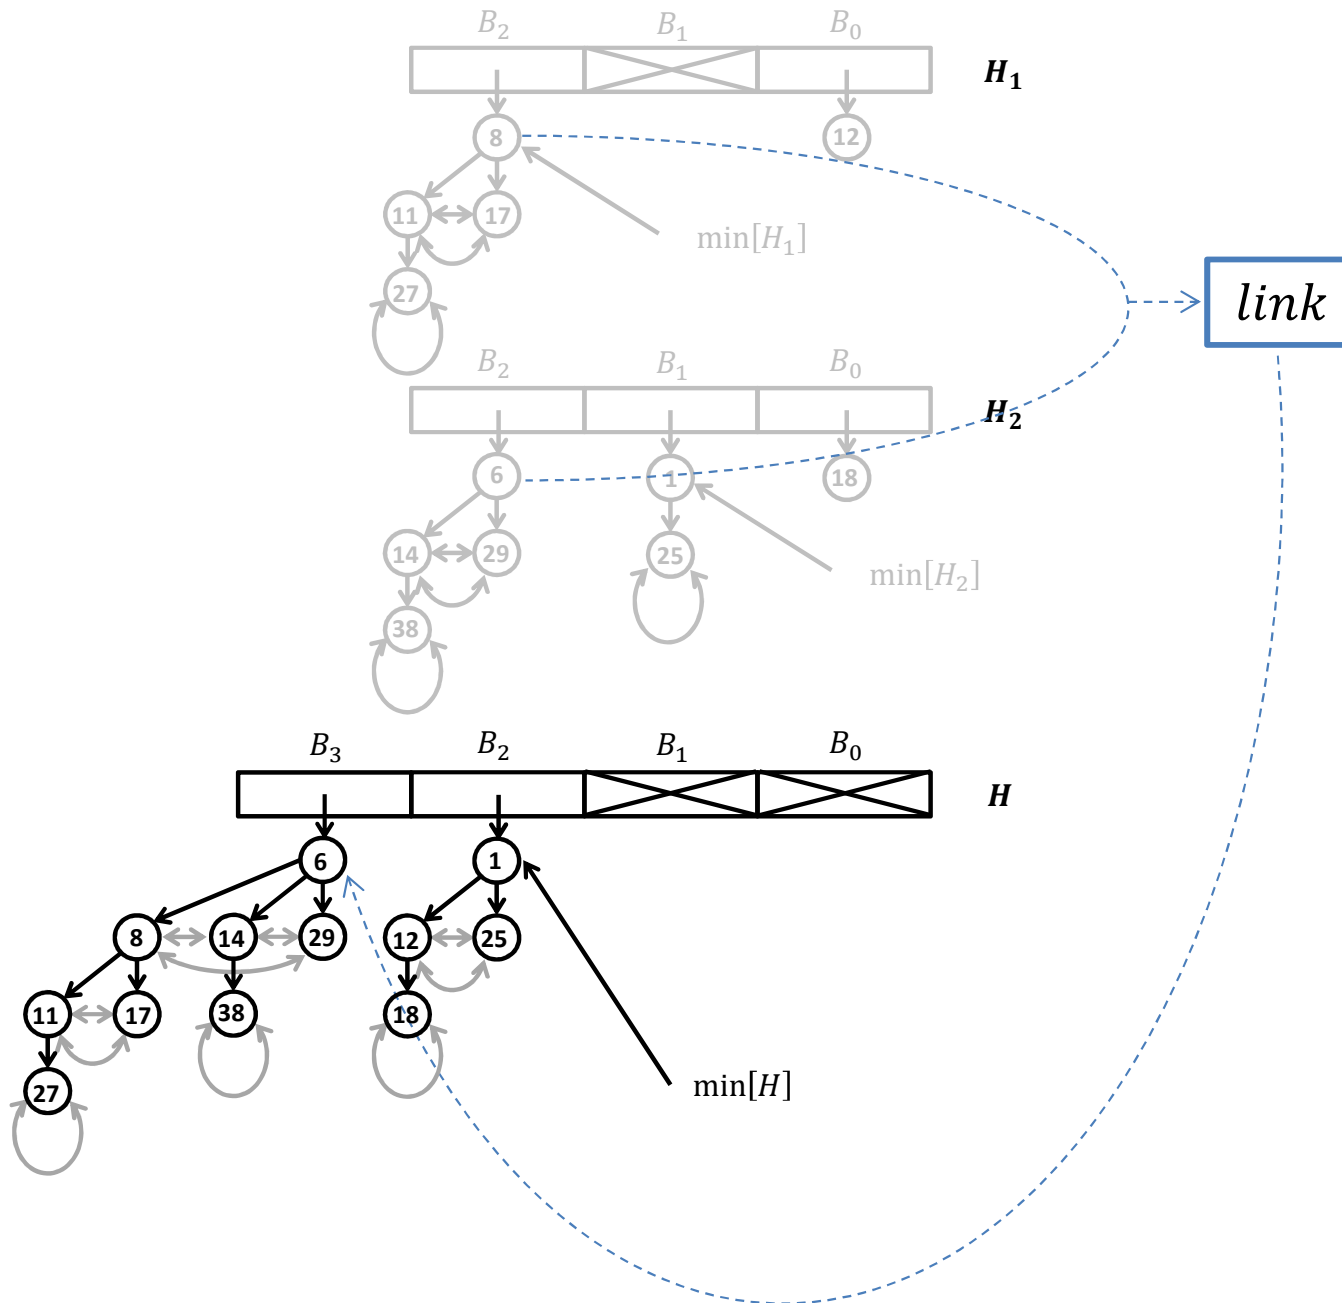 B₂ B₁ B₀
H₁
8 12
11 17
min[H₁]
27
link
B₂ B₁ B₀
H₂
6 1 18
14 29 25
min[H₂]
38
B₃ B₂ B₁ B₀
H
6 1
8 14 29 12 25
11 17 38 18
27
min[H]